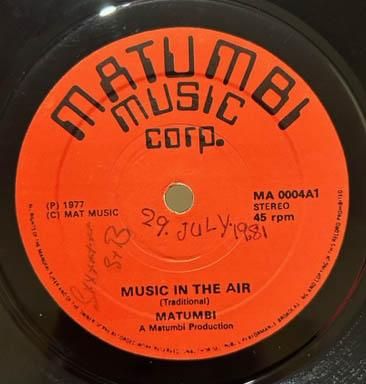 MATUMBI
MUSIC
corp.
(P) 1977
(C) MAT MUSIC
MA 0004A1
STEREO
45 rpm
29. JULY. 1981
MUSIC IN THE AIR
(Traditional)
MATUMBI
A Matumbi Production